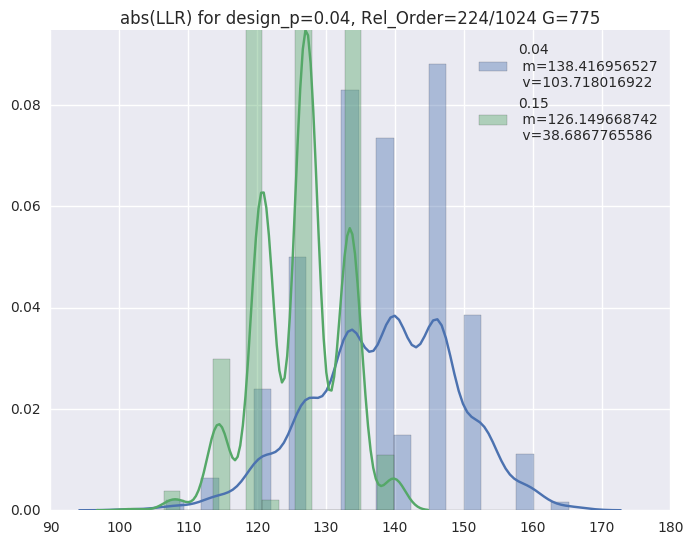 abs(LLR) for design_p=0.04, Rel_Order=224/1024 G=775
0.04
m=138.416956527
v=103.718016922
0.15
m=126.149668742
v=38.6867765586
0.08
0.06
0.04
0.02
0.00
90 100 110 120 130 140 150 160 170 180